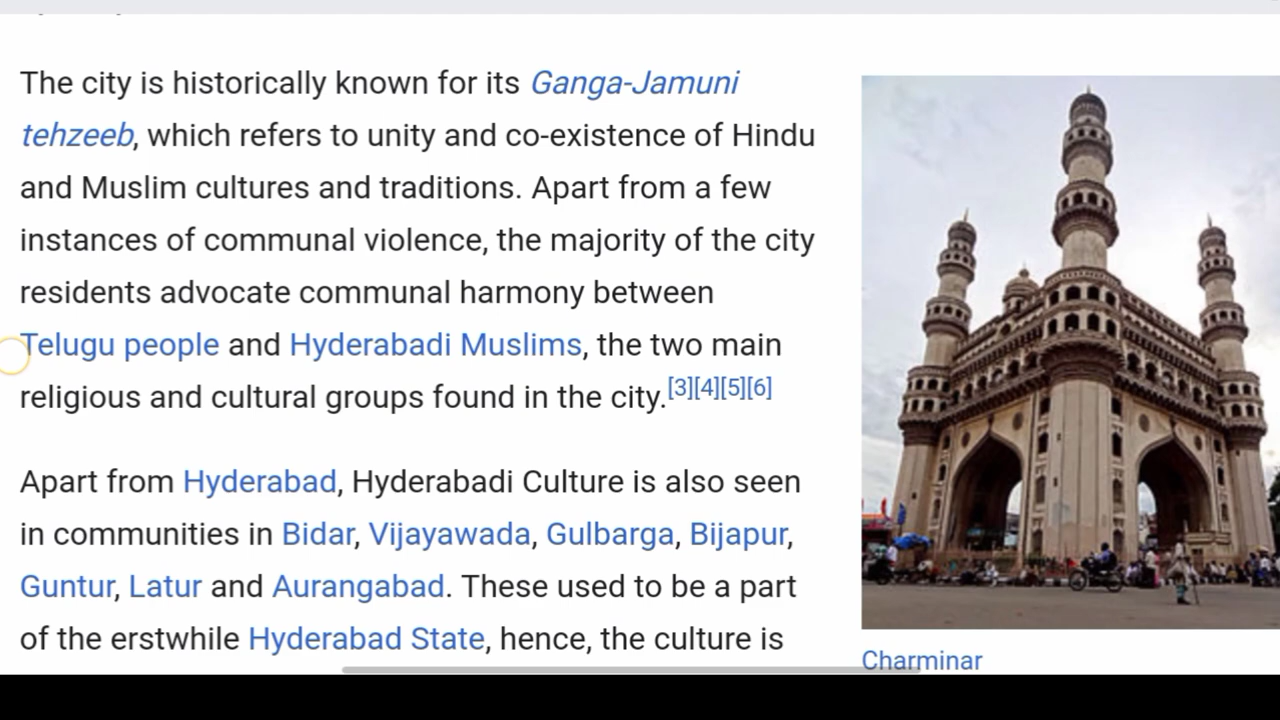 The city is historically known for its Ganga-Jamuni
tehzeeb, which refers to unity and co-existence of Hindu
and Muslim cultures and traditions. Apart from a few
instances of communal violence, the majority of the city
residents advocate communal harmony between
Telugu people and Hyderabadi Muslims, the two main
religious and cultural groups found in the city.[3][4][5][6]
Apart from Hyderabad, Hyderabadi Culture is also seen
in communities in Bidar, Vijayawada, Gulbarga, Bijapur,
Guntur, Latur and Aurangabad. These used to be a part
of the erstwhile Hyderabad State, hence, the culture is
Charminar